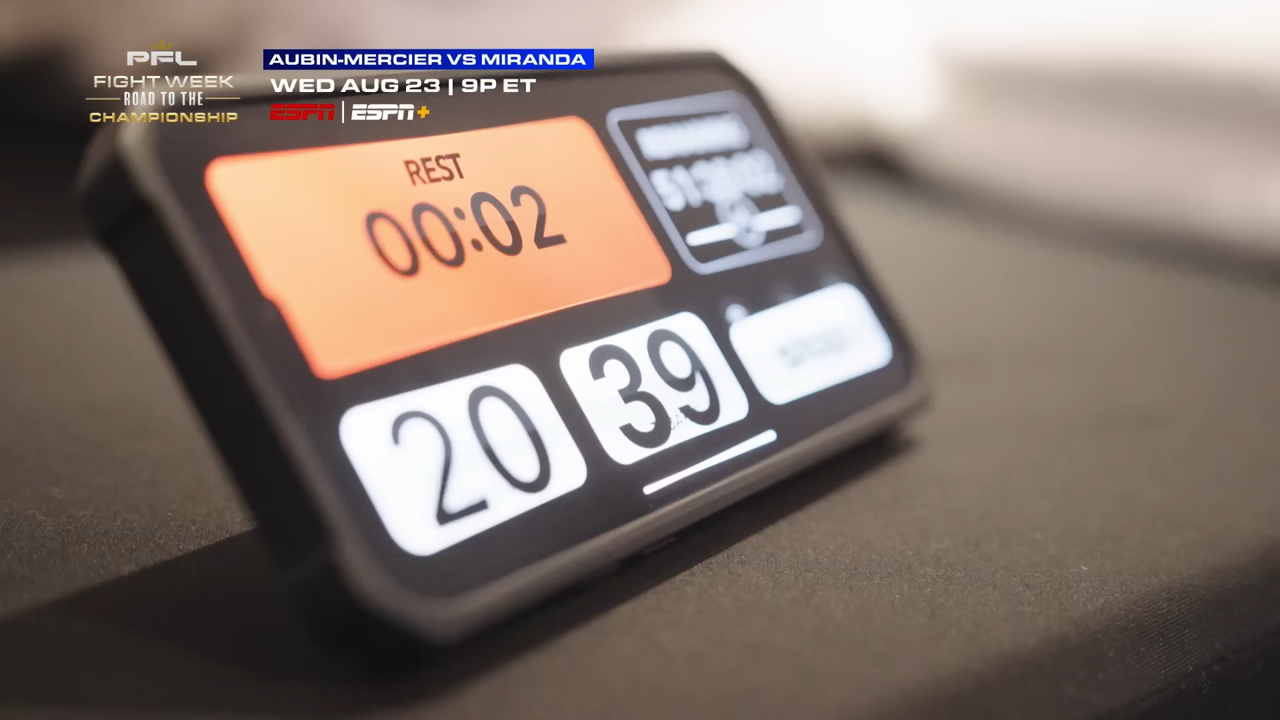 PFL
FIGHT WEEK
ROAD TO THE
CHAMPIONSHIP
AUBIN-MERCIER VS MIRANDA
WED AUG 23 | 9P ET
ESPN | ESPN+
REST
00:02
20
39